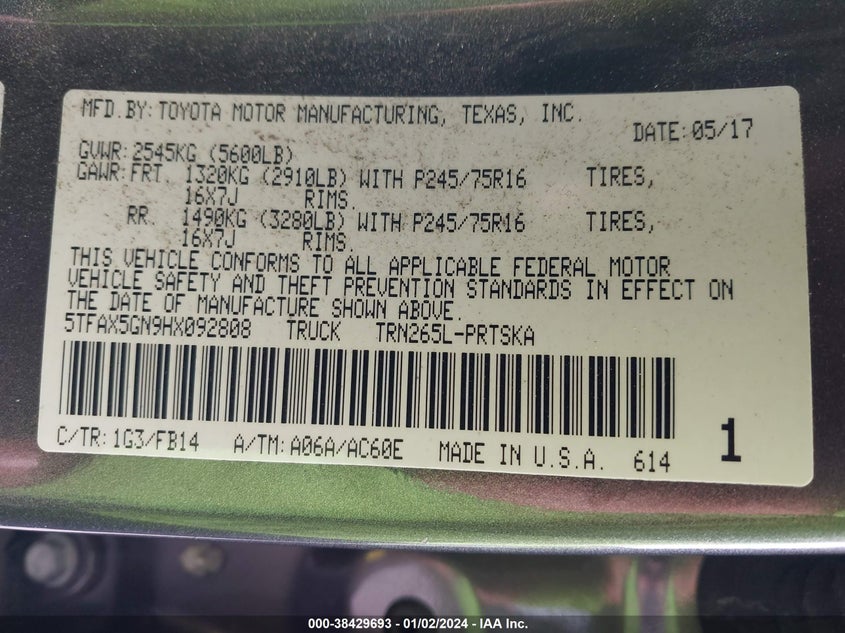 MFD.BY:TOYOTA MOTOR MANUFACTURING, TEXAS, INC.
DATE:05/17
GVWR:2545KG (5600LB)
GAWR:FRT. 1320KG (2910LB) WITH P245/75R16 TIRES,
16X7J RIMS.
RR. 1490KG (3280LB) WITH P245/75R16 TIRES,
16X7J RIMS.
THIS VEHICLE CONFORMS TO ALL APPLICABLE FEDERAL MOTOR
VEHICLE SAFETY AND THEFT PREVENTION STANDARDS IN EFFECT ON
THE DATE OF MANUFACTURE SHOWN ABOVE.
5TFAX5GN9HX092808 TRUCK TRN265L-PRTSKA
C/TR:1G3/FB14 A/TM:A06A/AC60E MADE IN U.S.A. 614
1
000-38429693 - 01/02/2024 - IAA Inc.